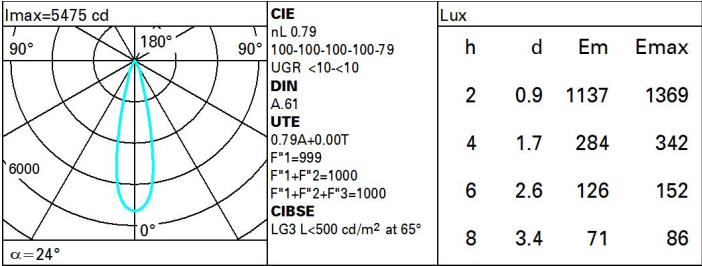 Imax=5475 cd
90°
180°
90°
6000
0°
α=24°
CIE
nL 0.79
100-100-100-100-79
UGR <10-<10
DIN
A.61
UTE
0.79A+0.00T
F"1=999
F"1+F"2=1000
F"1+F"2+F"3=1000
CIBSE
LG3 L<500 cd/m² at 65°
Lux
h d Em Emax
2 0.9 1137 1369
4 1.7 284 342
6 2.6 126 152
8 3.4 71 86